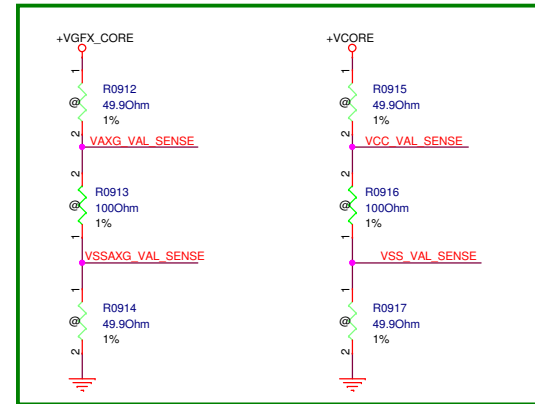 +VGFX_CORE
1
R0912
@
49.9Ohm
1%
2
VAXG_VAL_SENSE
2
R0913
@
100Ohm
1%
1
VSSAXG_VAL_SENSE
1
R0914
@
49.9Ohm
1%
2
+VCORE
1
R0915
@
49.9Ohm
1%
2
VCC_VAL_SENSE
2
R0916
@
100Ohm
1%
1
VSS_VAL_SENSE
1
R0917
@
49.9Ohm
1%
2